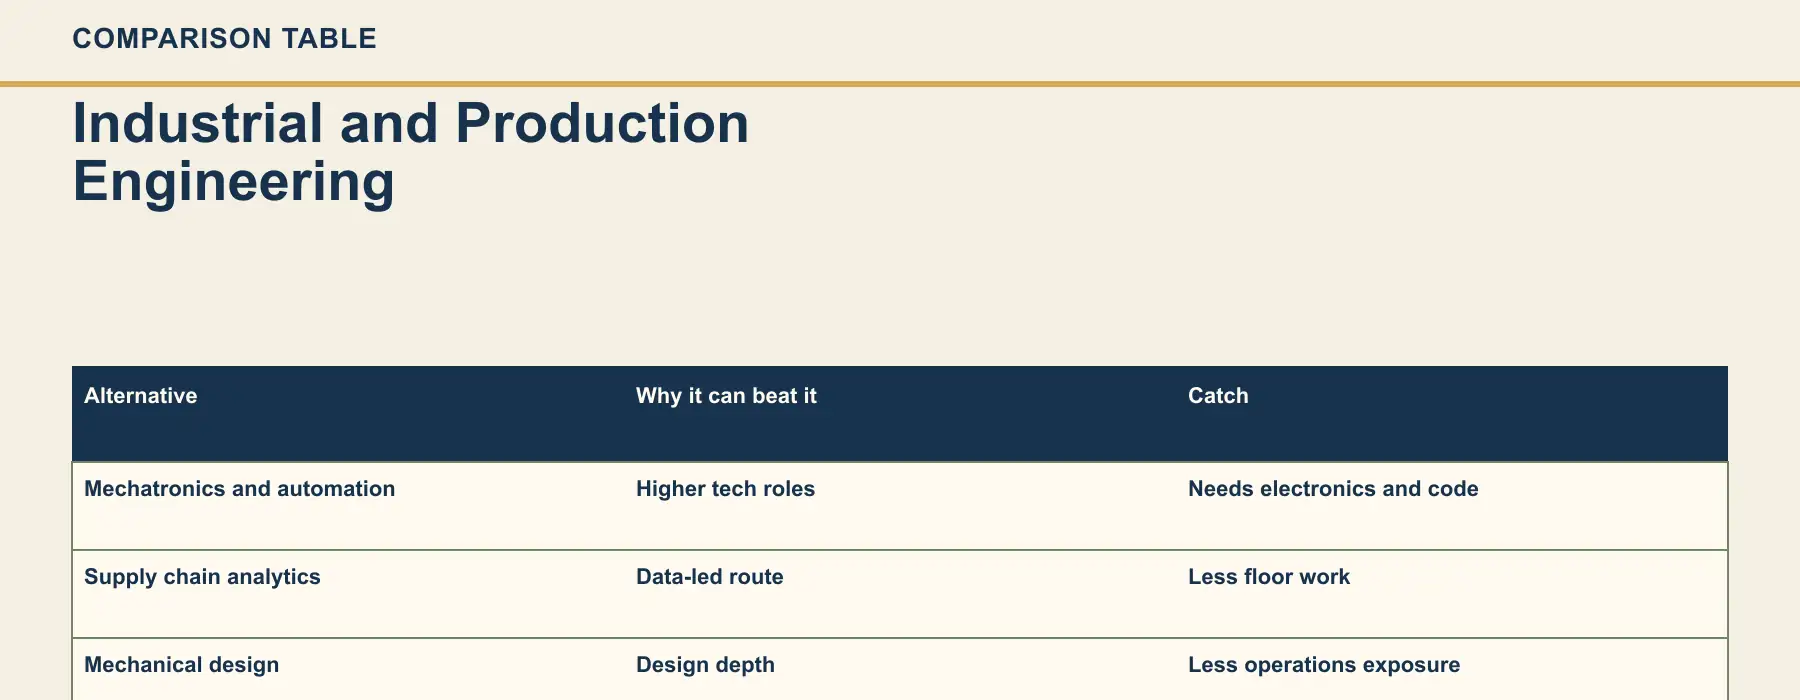 COMPARISON TABLE
Industrial and Production
Engineering
Alternative Why it can beat it Catch
Mechatronics and automation Higher tech roles Needs electronics and code
Supply chain analytics Data-led route Less floor work
Mechanical design Design depth Less operations exposure